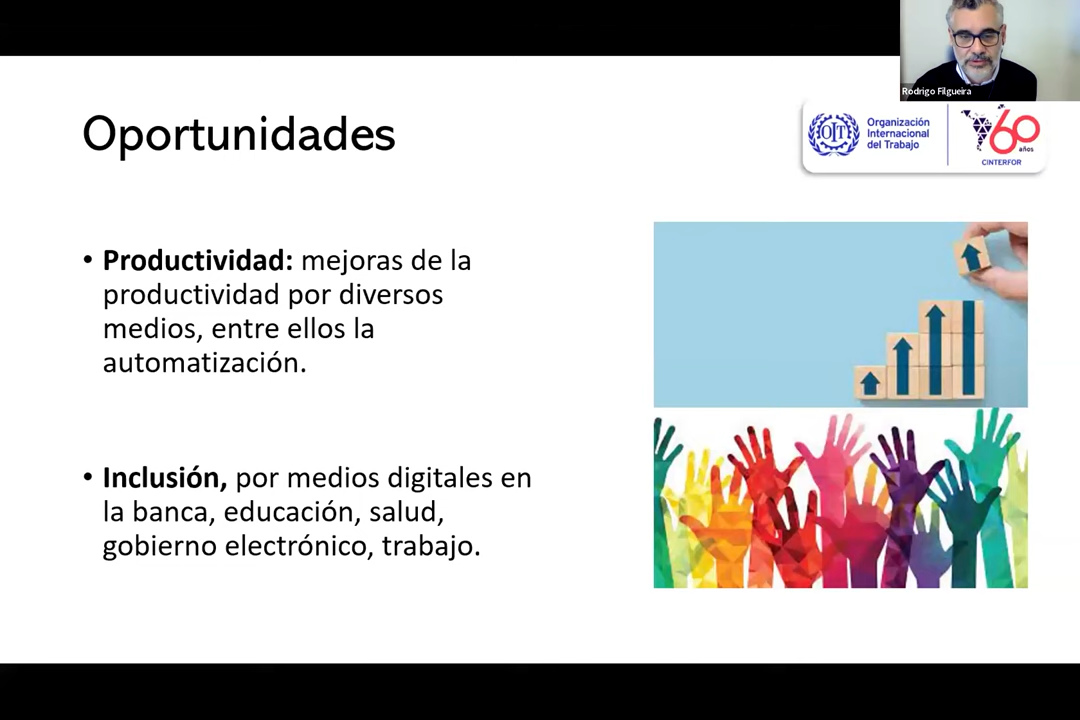 Rodrigo Filgueira
Oportunidades
OIT
Organización
Internacional
del Trabajo
60
años
CINTERFOR
• Productividad: mejoras de la
productividad por diversos
medios, entre ellos la
automatización.
• Inclusión, por medios digitales en
la banca, educación, salud,
gobierno electrónico, trabajo.